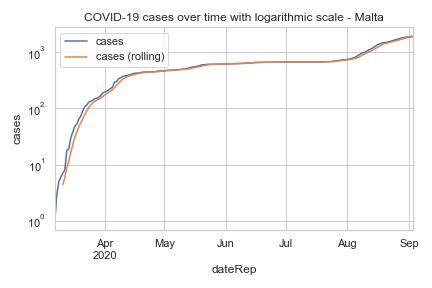 COVID-19 cases over time with logarithmic scale - Malta
cases
cases (rolling)
10³
10²
10¹
10⁰
cases
Apr May Jun Jul Aug Sep
2020
dateRep